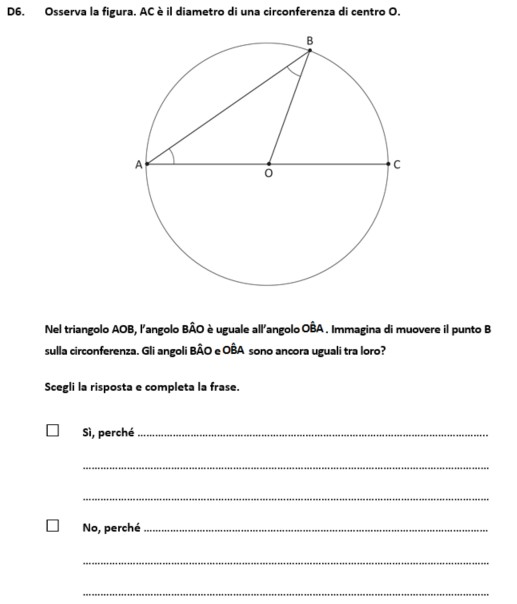 D6. Osserva la figura. AC è il diametro di una circonferenza di centro O.
B
A
O
C
Nel triangolo AOB, l'angolo BÂO è uguale all'angolo OB̂A . Immagina di muovere il punto B
sulla circonferenza. Gli angoli BÂO e OB̂A sono ancora uguali tra loro?
Scegli la risposta e completa la frase.
☐ Sì, perché ...........................................................................
...........................................................................
...........................................................................
☐ No, perché ...........................................................................
...........................................................................
...........................................................................